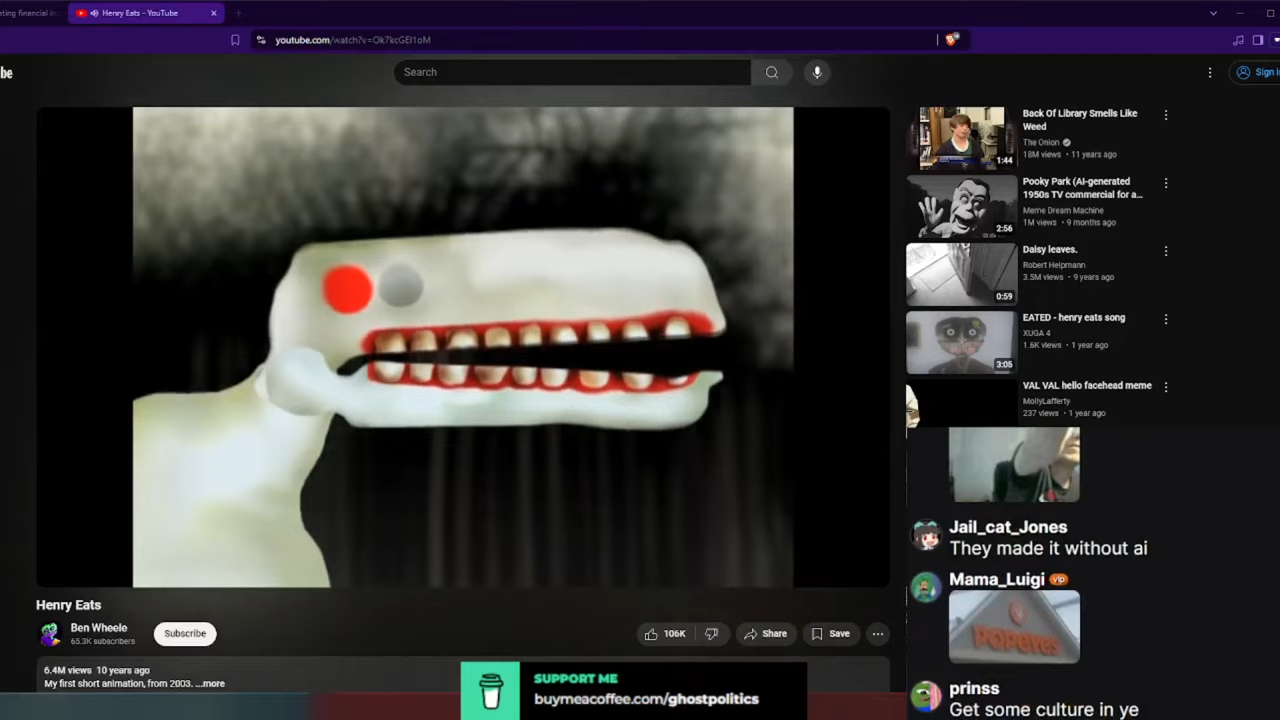 ting financial in
Henry Eats - YouTube
youtube.com/watch?v=Ok7kcGEI1oM
be
Search
Sign i
Back Of Library Smells Like
Weed
The Onion
18M views • 11 years ago
1:44
Pooky Park (AI-generated
1950s TV commercial for a...
Meme Dream Machine
1M views • 9 months ago
2:56
Daisy leaves.
Robert Helpmann
3.5M views • 9 years ago
0:59
EATED - henry eats song
XUGA 4
1.6K views • 1 year ago
3:05
VAL VAL hello facehead meme
MollyLafferty
237 views • 1 year ago
Jail_cat_Jones
They made it without ai
Mama_Luigi vip
POPEYES
prinss
Get some culture in ye
Henry Eats
Ben Wheele
65.3K subscribers
Subscribe
106K
Share
Save
6.4M views 10 years ago
My first short animation, from 2003. ...more
SUPPORT ME
buymeacoffee.com/ghostpolitics